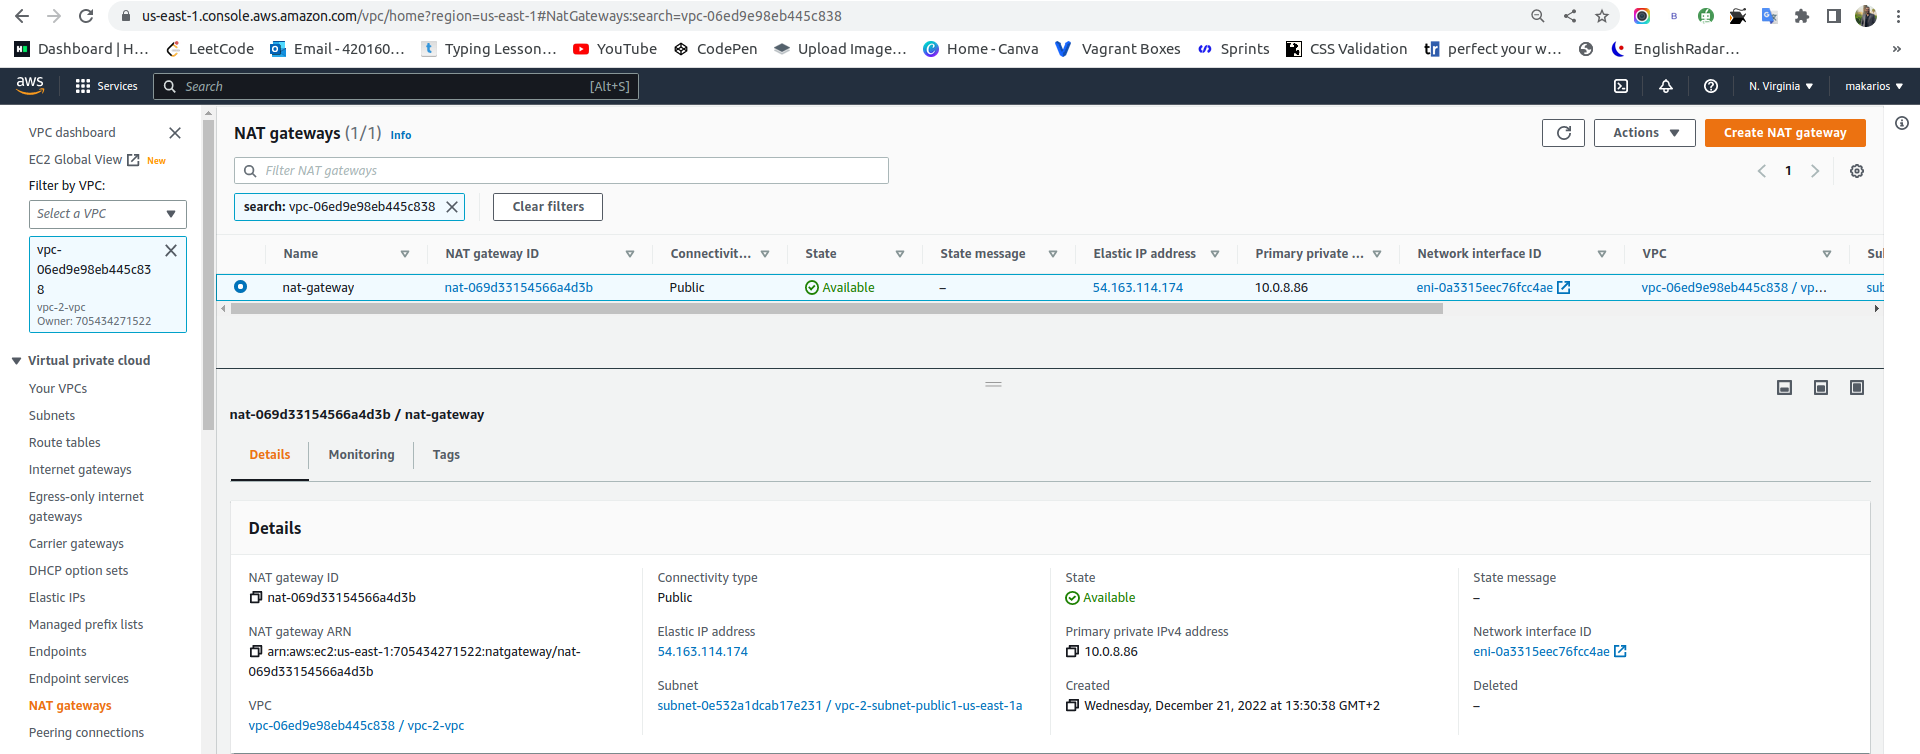 us-east-1.console.aws.amazon.com/vpc/home?region=us-east-1#NatGateways:search=vpc-06ed9e98eb445c838
Dashboard | H... LeetCode Email - 420160... Typing Lesson... YouTube CodePen Upload Image... Home - Canva Vagrant Boxes Sprints CSS Validation perfect your w... EnglishRadar... »
aws Services Search [Alt+S] N. Virginia makarios
VPC dashboard
EC2 Global View New
Filter by VPC:
Select a VPC
vpc-
06ed9e98eb445c83
8
vpc-2-vpc
Owner: 705434271522
Virtual private cloud
Your VPCs
Subnets
Route tables
Internet gateways
Egress-only internet
gateways
Carrier gateways
DHCP option sets
Elastic IPs
Managed prefix lists
Endpoints
Endpoint services
NAT gateways
Peering connections
NAT gateways (1/1) Info
Actions
Create NAT gateway
Filter NAT gateways
1
search: vpc-06ed9e98eb445c838
Clear filters
Name NAT gateway ID Connectivit... State State message Elastic IP address Primary private ... Network interface ID VPC Su
nat-gateway nat-069d33154566a4d3b Public Available – 54.163.114.174 10.0.8.86 eni-0a3315eec76fcc4ae vpc-06ed9e98eb445c838 / vp... sub
nat-069d33154566a4d3b / nat-gateway
Details Monitoring Tags
Details
NAT gateway ID
nat-069d33154566a4d3b
NAT gateway ARN
arn:aws:ec2:us-east-1:705434271522:natgateway/nat-
069d33154566a4d3b
VPC
vpc-06ed9e98eb445c838 / vpc-2-vpc
Connectivity type
Public
Elastic IP address
54.163.114.174
Subnet
subnet-0e532a1dcab17e231 / vpc-2-subnet-public1-us-east-1a
State
Available
Primary private IPv4 address
10.0.8.86
Created
Wednesday, December 21, 2022 at 13:30:38 GMT+2
State message
–
Network interface ID
eni-0a3315eec76fcc4ae
Deleted
–